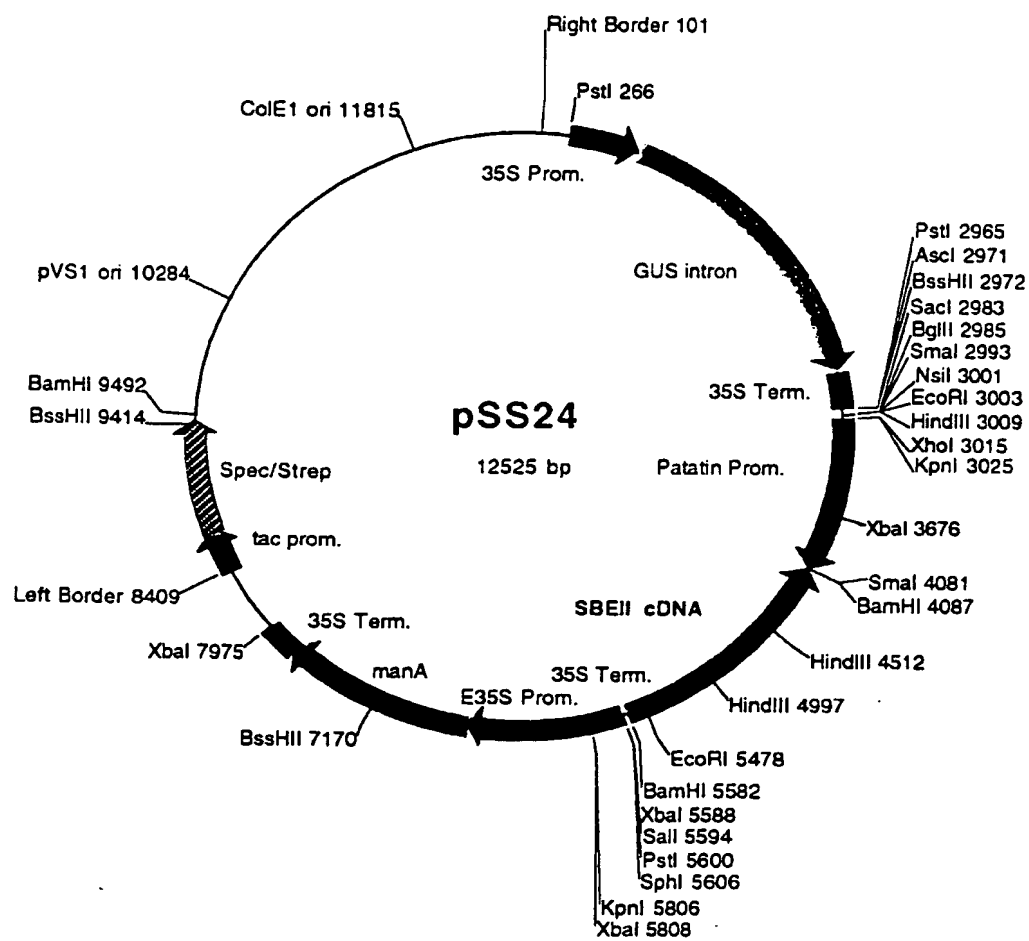 Right Border 101
PstI 266
ColE1 ori 11815
35S Prom.
GUS intron
PstI 2965
AscI 2971
BssHII 2972
SacI 2983
BglII 2985
SmaI 2993
NsiI 3001
EcoRI 3003
HindIII 3009
XhoI 3015
KpnI 3025
pVS1 ori 10284
35S Term.
BamHI 9492
BssHII 9414
pSS24
12525 bp
Patatin Prom.
Spec/Strep
XbaI 3676
tac prom.
Left Border 8409
SmaI 4081
BamHI 4087
SBEII cDNA
35S Term.
XbaI 7975
HindIII 4512
manA
35S Term.
E35S Prom.
HindIII 4997
BssHII 7170
EcoRI 5478
BamHI 5582
XbaI 5588
SalI 5594
PstI 5600
SphI 5606
KpnI 5806
XbaI 5808